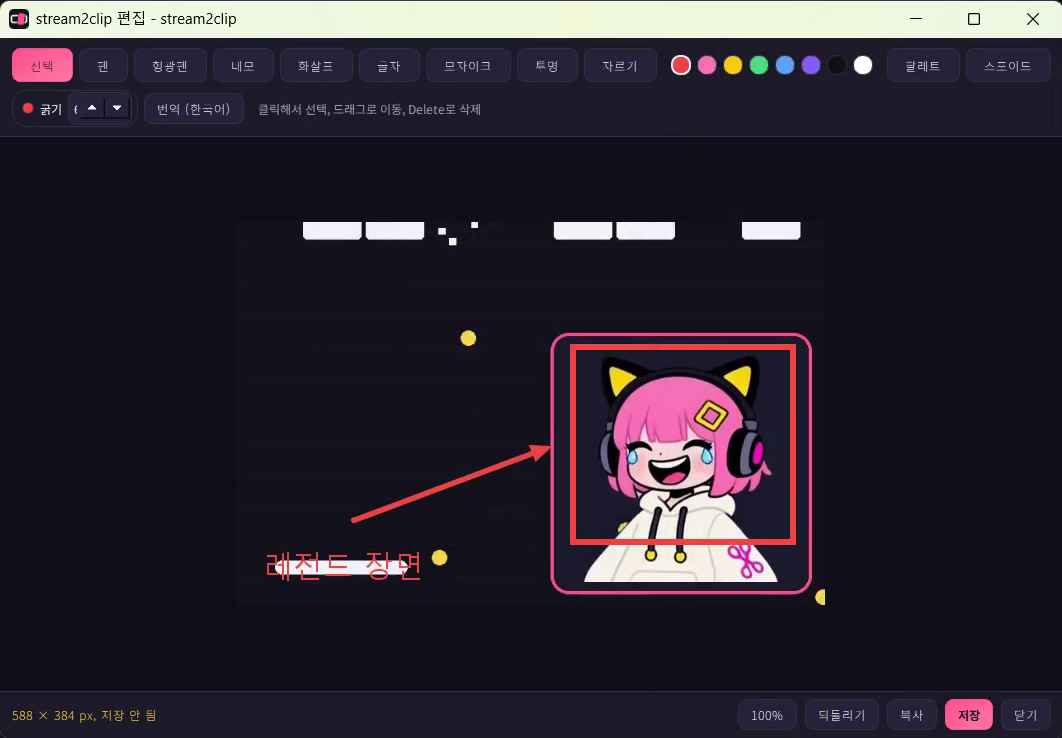 stream2clip 편집 - stream2clip
선택 펜 형광펜 네모 화살표 글자 모자이크 투명 자르기 팔레트 스포이드
굵기 번역 (한국어) 클릭해서 선택, 드래그로 이동, Delete로 삭제
레전드 장면
588 × 384 px, 저장 안 됨 100% 되돌리기 복사 저장 닫기